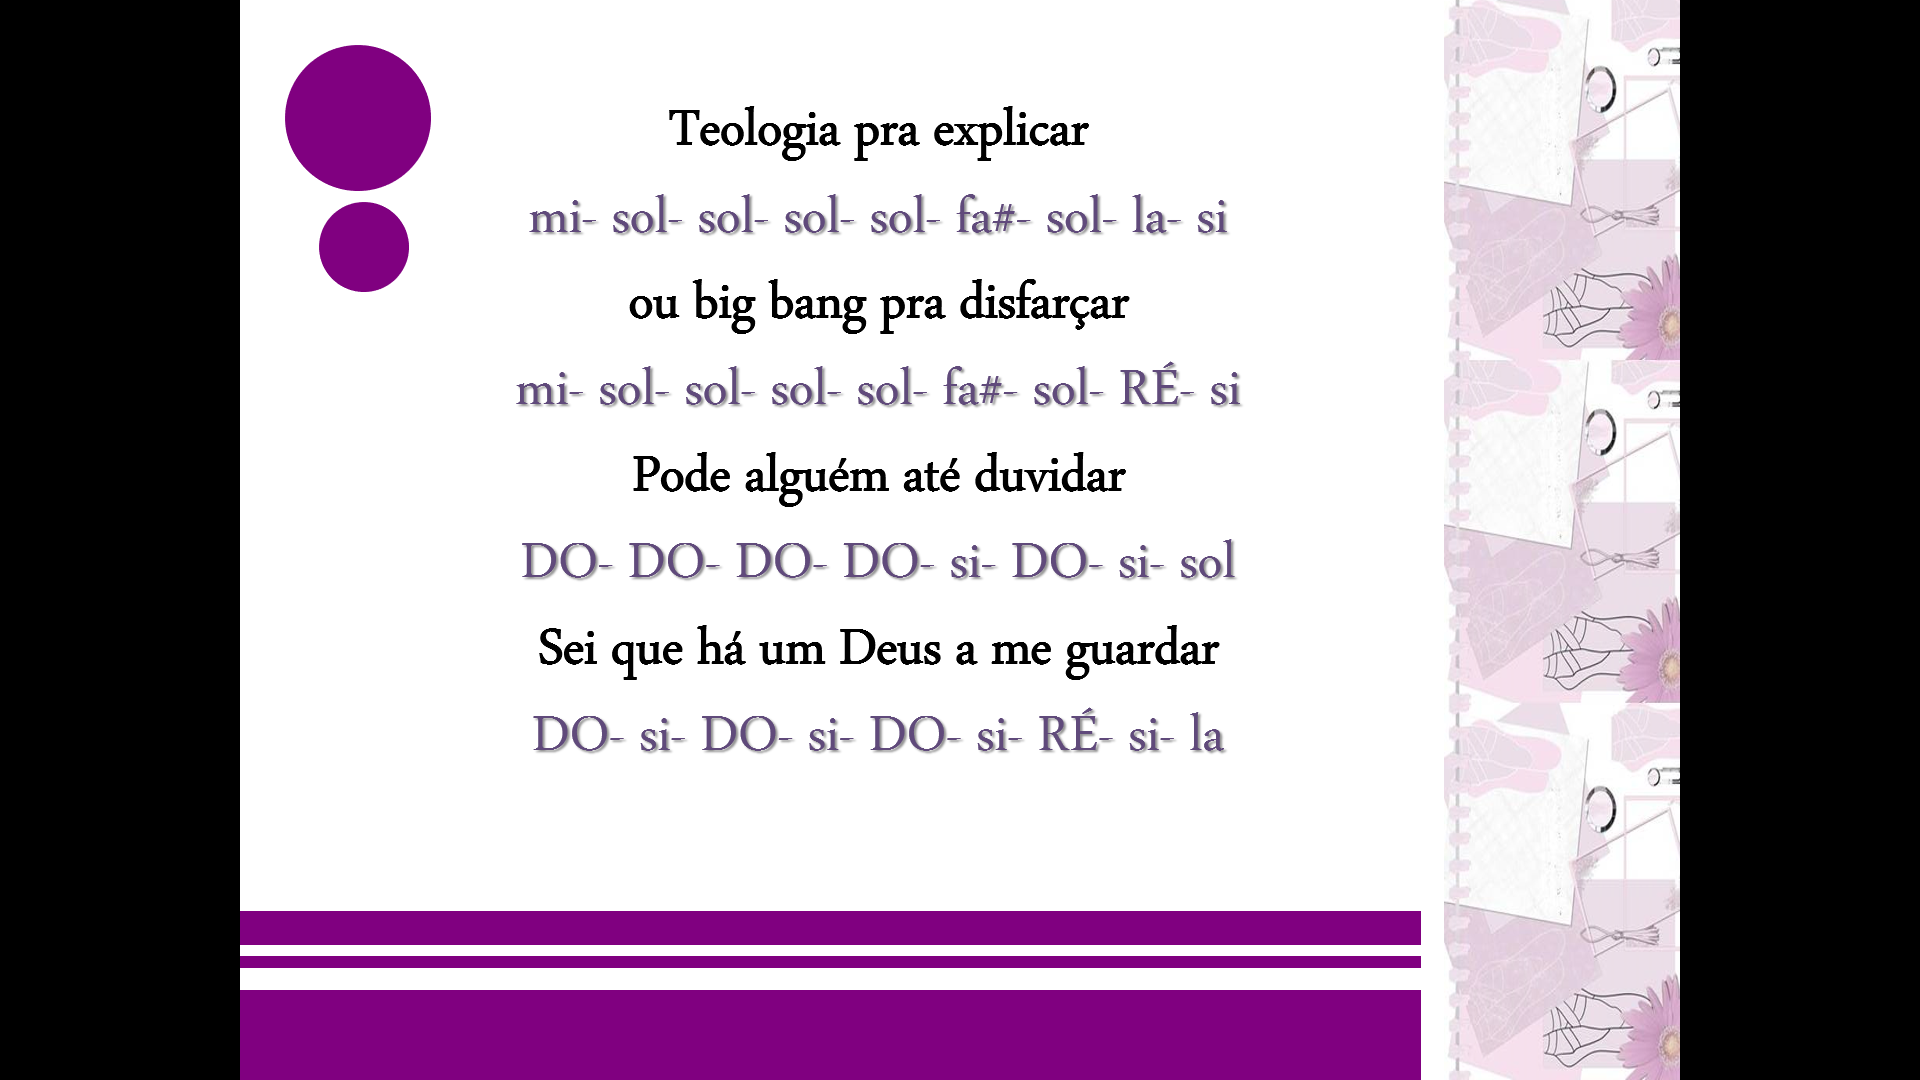 Teologia pra explicar
mi- sol- sol- sol- sol- fa#- sol- la- si
ou big bang pra disfarçar
mi- sol- sol- sol- sol- fa#- sol- RÉ- si
Pode alguém até duvidar
DO- DO- DO- DO- si- DO- si- sol
Sei que há um Deus a me guardar
DO- si- DO- si- DO- si- RÉ- si- la